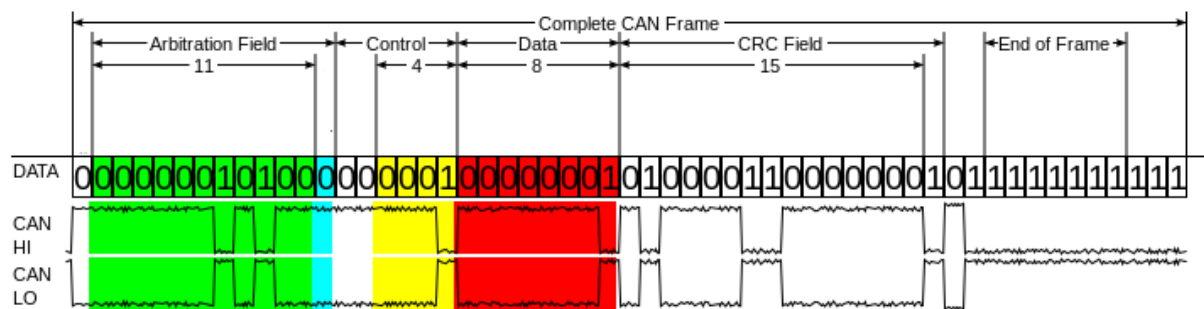 Complete CAN Frame
Arbitration Field Control Data CRC Field End of Frame
11 4 8 15
DATA 0000000101000000001000000010100001100000001011111111111
CAN
HI
CAN
LO